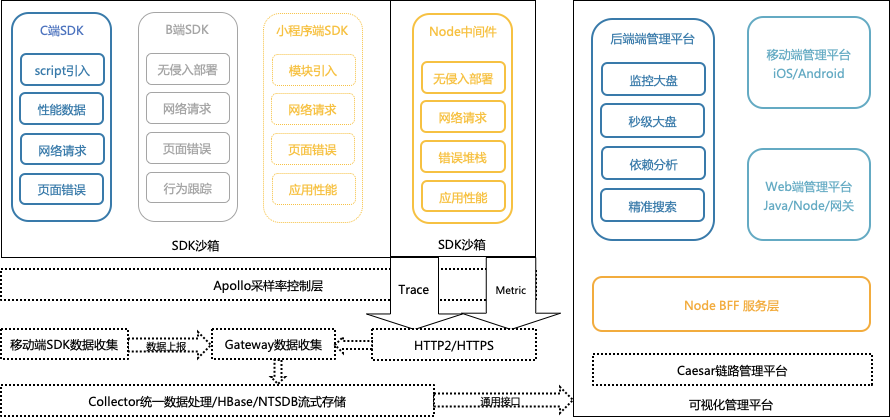 C端SDK
script引入
性能数据
网络请求
页面错误
B端SDK
无侵入部署
网络请求
页面错误
行为跟踪
小程序端SDK
模块引入
网络请求
页面错误
应用性能
SDK沙箱
Node中间件
无侵入部署
网络请求
错误堆栈
应用性能
SDK沙箱
Apollo采样率控制层
Trace
Metric
移动端SDK数据收集
数据上报
Gateway数据收集
HTTP2/HTTPS
Collector统一数据处理/HBase/NTSDB流式存储
通用接口
后端端管理平台
监控大盘
秒级大盘
依赖分析
精准搜索
移动端管理平台
iOS/Android
Web端管理平台
Java/Node/网关
Node BFF 服务层
Caesar链路管理平台
可视化管理平台